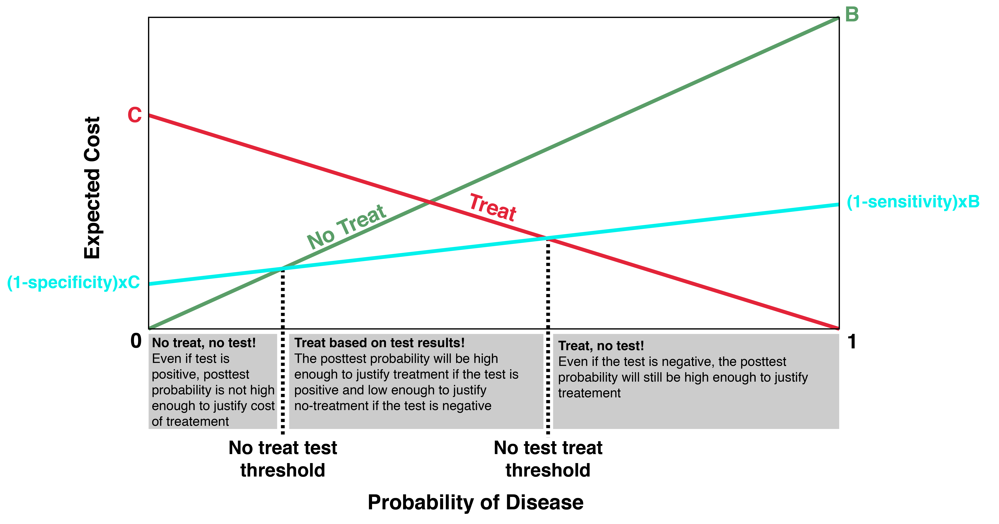 B
C
Expected Cost
No Treat
Treat
(1-sensitivity)xB
(1-specificity)xC
0
1
No treat, no test!
Even if test is
positive, posttest
probability is not high
enough to justify cost
of treatement
Treat based on test results!
The posttest probability will be high
enough to justify treatment if the test is
positive and low enough to justify
no-treatment if the test is negative
Treat, no test!
Even if the test is negative, the posttest
probability will still be high enough to justify
treatement
No treat test
threshold
No test treat
threshold
Probability of Disease